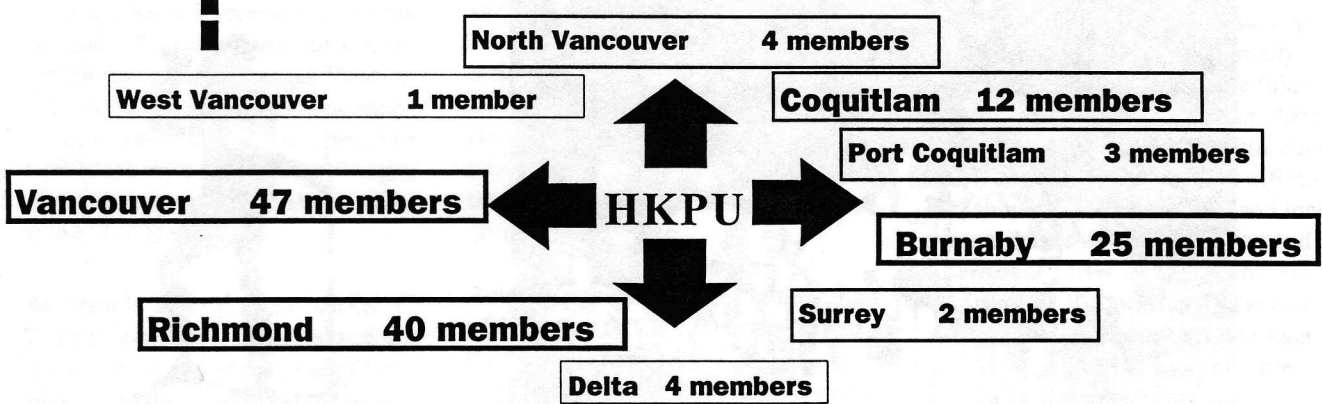 North Vancouver 4 members
West Vancouver 1 member
Coquitlam 12 members
Port Coquitlam 3 members
Vancouver 47 members
HKPU
Burnaby 25 members
Surrey 2 members
Richmond 40 members
Delta 4 members